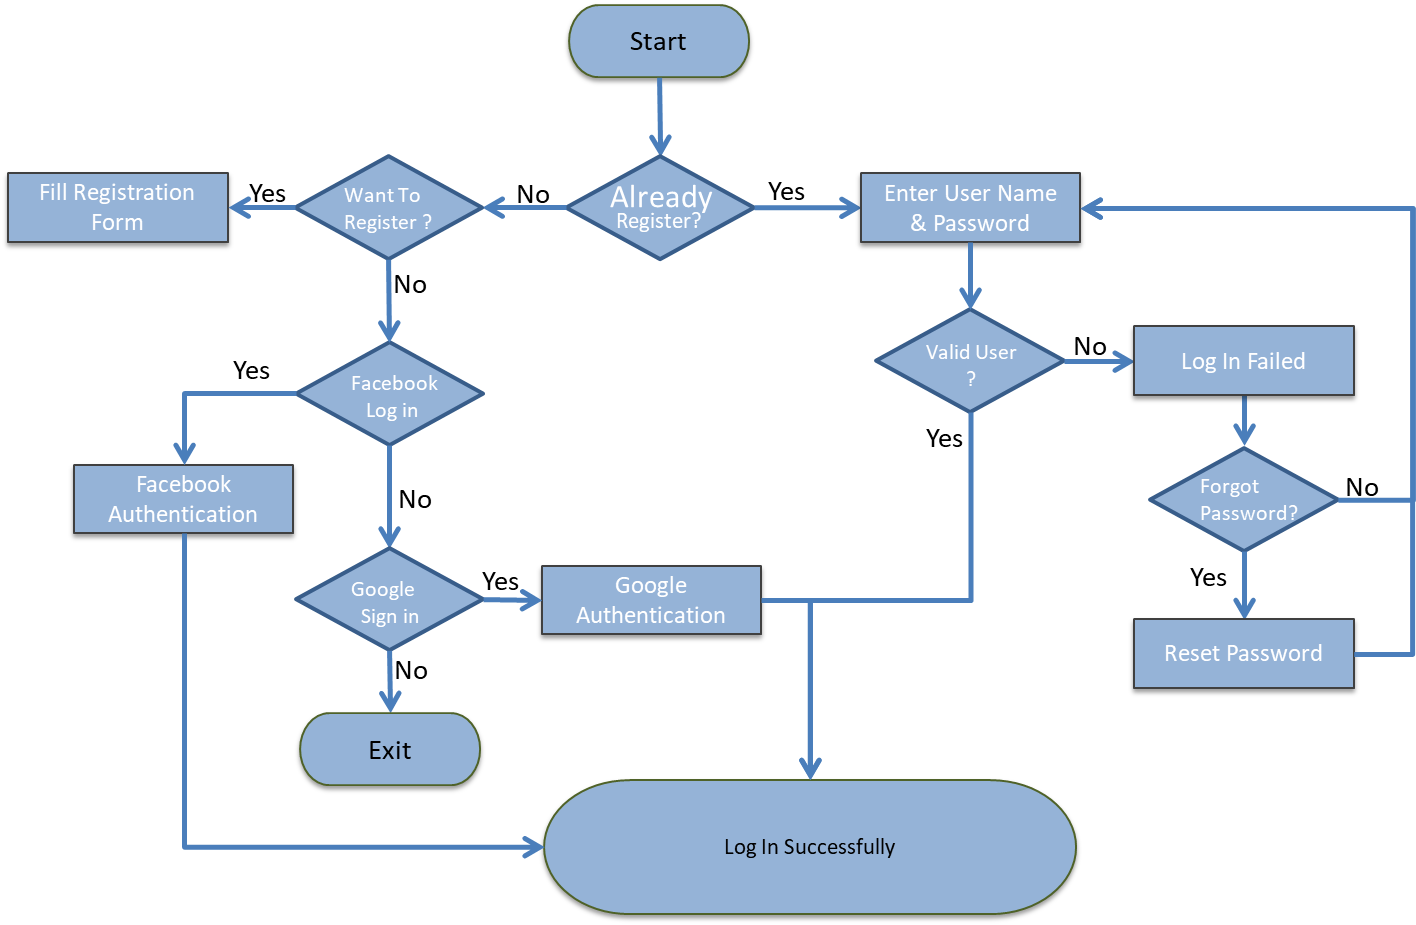 Start
Fill Registration
Form
Yes
Want To
Register ?
No
Already
Register?
Yes
Enter User Name
& Password
No
Yes
Facebook
Log in
Valid User
?
No
Log In Failed
Yes
Facebook
Authentication
No
Forgot
Password?
No
Google
Sign in
Yes
Google
Authentication
Yes
Reset Password
No
Exit
Log In Successfully